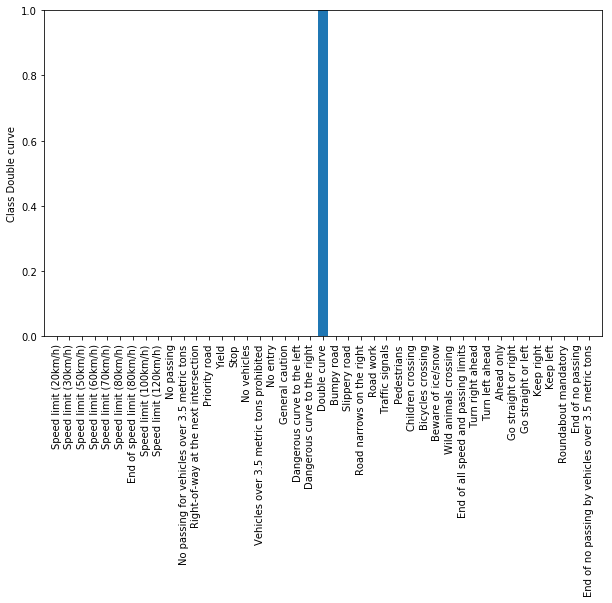 1.0
0.8
0.6
0.4
0.2
0.0
Class Double curve
Speed limit (20km/h)
Speed limit (30km/h)
Speed limit (50km/h)
Speed limit (60km/h)
Speed limit (70km/h)
Speed limit (80km/h)
End of speed limit (80km/h)
Speed limit (100km/h)
Speed limit (120km/h)
No passing
No passing for vehicles over 3.5 metric tons
Right-of-way at the next intersection
Priority road
Yield
Stop
No vehicles
Vehicles over 3.5 metric tons prohibited
No entry
General caution
Dangerous curve to the left
Dangerous curve to the right
Double curve
Bumpy road
Slippery road
Road narrows on the right
Road work
Traffic signals
Pedestrians
Children crossing
Bicycles crossing
Beware of ice/snow
Wild animals crossing
End of all speed and passing limits
Turn right ahead
Turn left ahead
Ahead only
Go straight or right
Go straight or left
Keep right
Keep left
Roundabout mandatory
End of no passing
End of no passing by vehicles over 3.5 metric tons